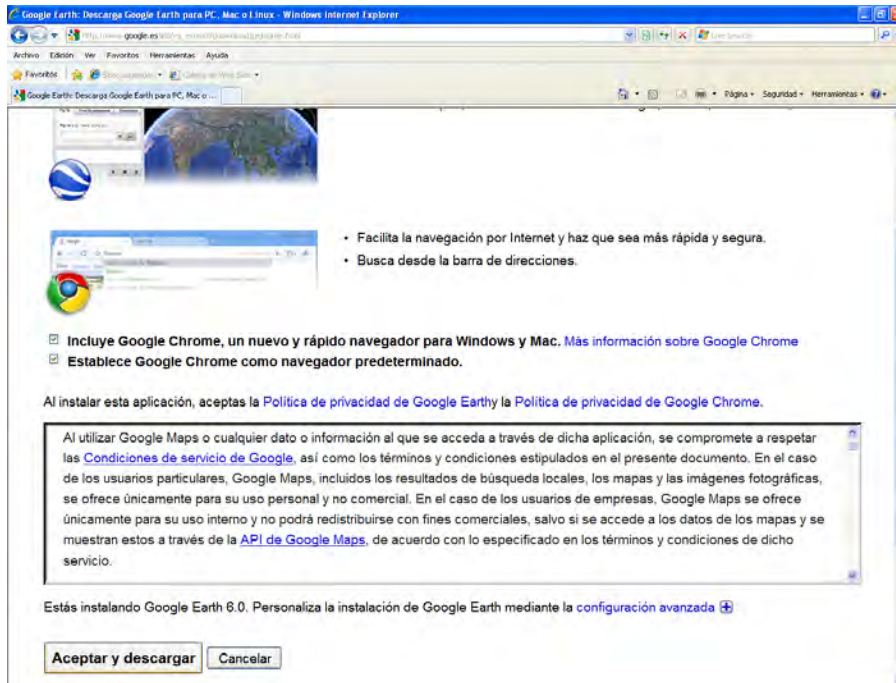 Google Earth: Descarga Google Earth para PC, Mac o Linux - Windows Internet Explorer
google.es
Archivo Edición Ver Favoritos Herramientas Ayuda
Favoritos
Google Earth: Descarga Google Earth para PC, Mac o ...
Página Seguridad Herramientas
• Facilita la navegación por Internet y haz que sea más rápida y segura.
• Busca desde la barra de direcciones.
Incluye Google Chrome, un nuevo y rápido navegador para Windows y Mac. Más información sobre Google Chrome
Establece Google Chrome como navegador predeterminado.
Al instalar esta aplicación, aceptas la Política de privacidad de Google Earthy la Política de privacidad de Google Chrome.
Al utilizar Google Maps o cualquier dato o información al que se acceda a través de dicha aplicación, se compromete a respetar
las Condiciones de servicio de Google, así como los términos y condiciones estipulados en el presente documento. En el caso
de los usuarios particulares, Google Maps, incluidos los resultados de búsqueda locales, los mapas y las imágenes fotográficas,
se ofrece únicamente para su uso personal y no comercial. En el caso de los usuarios de empresas, Google Maps se ofrece
únicamente para su uso interno y no podrá redistribuirse con fines comerciales, salvo si se accede a los datos de los mapas y se
muestran estos a través de la API de Google Maps, de acuerdo con lo especificado en los términos y condiciones de dicho
servicio.
Estás instalando Google Earth 6.0. Personaliza la instalación de Google Earth mediante la configuración avanzada
Aceptar y descargar Cancelar